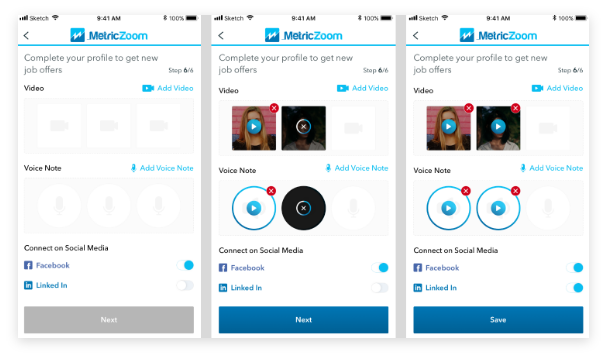 Sketch
9:41 AM
100%
MetricZoom
Complete your profile to get new
job offers
Step 6/6
Video
Add Video
Voice Note
Add Voice Note
Connect on Social Media
Facebook
in Linked In
Next
Sketch
9:41 AM
100%
MetricZoom
Complete your profile to get new
job offers
Step 6/6
Video
Add Video
Voice Note
Add Voice Note
Connect on Social Media
Facebook
in Linked In
Next
Sketch
9:41 AM
100%
MetricZoom
Complete your profile to get new
job offers
Step 6/6
Video
Add Video
Voice Note
Add Voice Note
Connect on Social Media
Facebook
in Linked In
Save